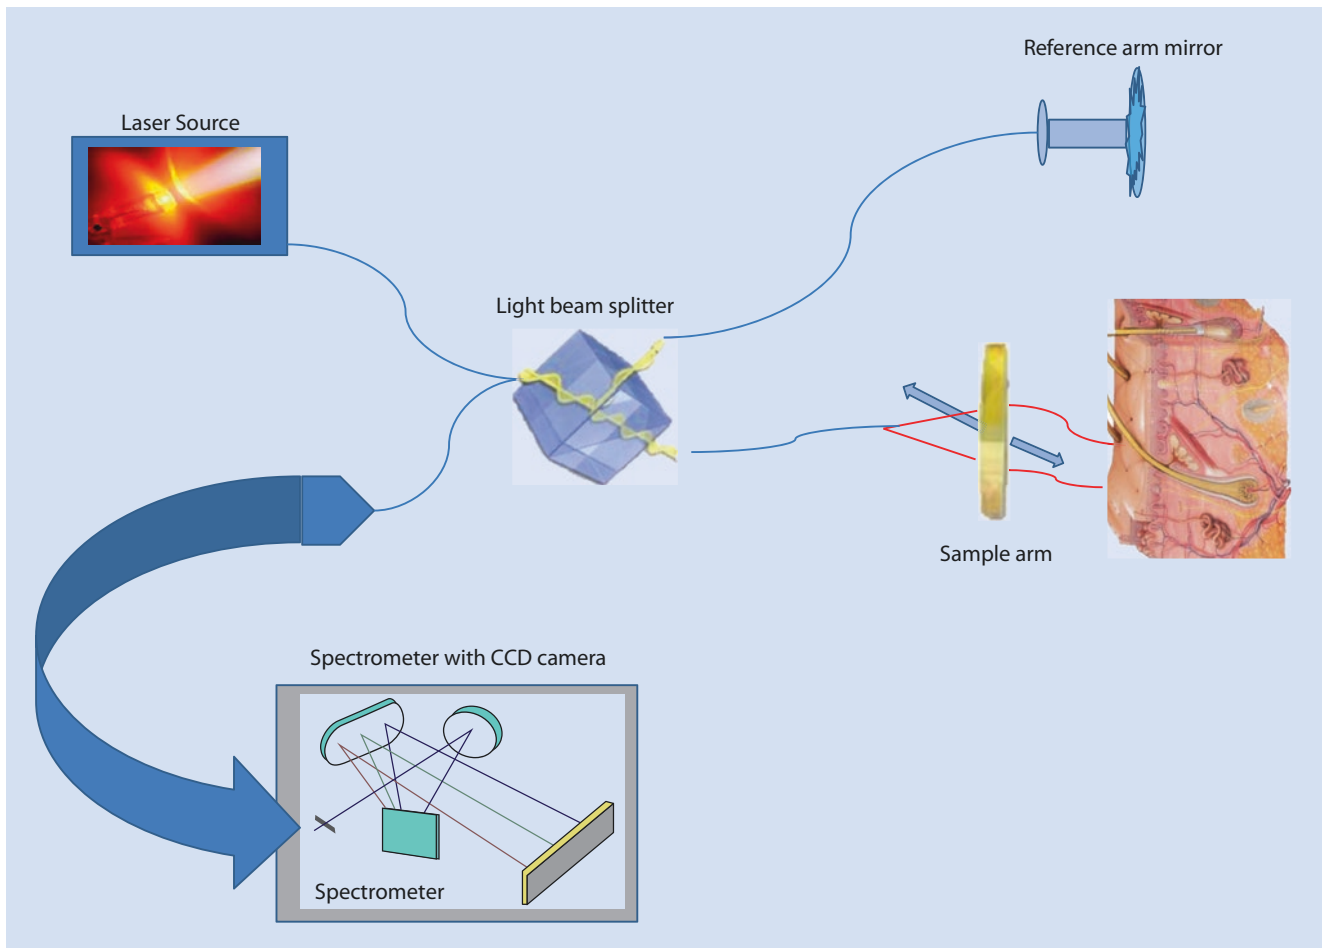 Reference arm mirror
Laser Source
Light beam splitter
Sample arm
Spectrometer with CCD camera
Spectrometer